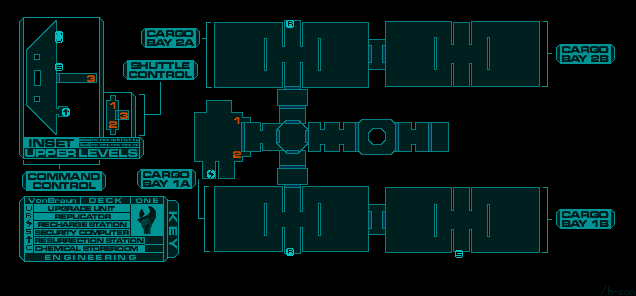 CARGO
BAY 2A
SHUTTLE
CONTROL
CARGO
BAY 2B
3
1
3
2
1
2
INSET
UPPER LEVELS
COMMAND
CONTROL
CARGO
BAY 1A
CARGO
BAY 1B
VonBraun DECK ONE
UPGRADE UNIT
REPLICATOR
RECHARGE STATION
SECURITY COMPUTER
RESURRECTION STATION
CHEMICAL STOREROOM
KEY
ENGINEERING
R
S
R
S